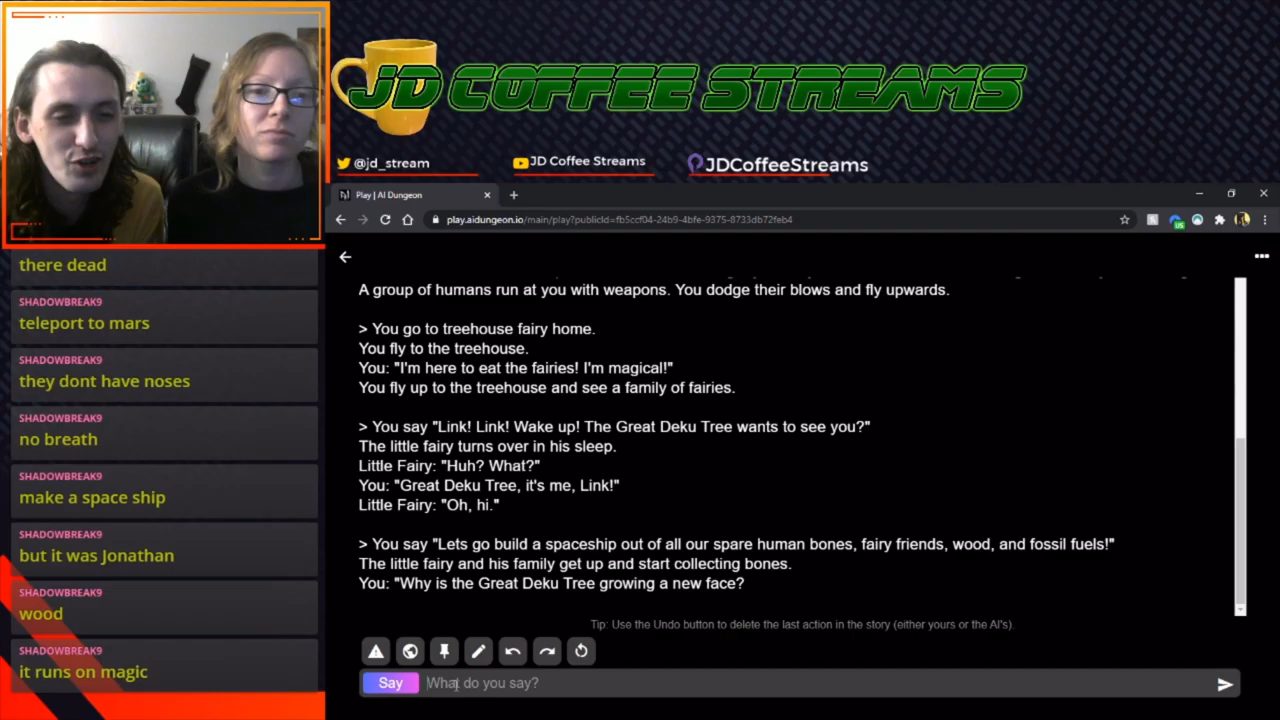 JD COFFEE STREAMS
@jd_stream
JD Coffee Streams
JDCoffeeStreams
Play | AI Dungeon
play.aidungeon.io/main/play?publicId=fb5ccf04-24b9-4bfe-9375-8733db72feb4
there dead
SHADOWBREAK9
teleport to mars
SHADOWBREAK9
they dont have noses
SHADOWBREAK9
no breath
SHADOWBREAK9
make a space ship
SHADOWBREAK9
but it was Jonathan
SHADOWBREAK9
wood
SHADOWBREAK9
it runs on magic
A group of humans run at you with weapons. You dodge their blows and fly upwards.
> You go to treehouse fairy home.
You fly to the treehouse.
You: "I'm here to eat the fairies! I'm magical!"
You fly up to the treehouse and see a family of fairies.
> You say "Link! Link! Wake up! The Great Deku Tree wants to see you?"
The little fairy turns over in his sleep.
Little Fairy: "Huh? What?"
You: "Great Deku Tree, it's me, Link!"
Little Fairy: "Oh, hi."
> You say "Lets go build a spaceship out of all our spare human bones, fairy friends, wood, and fossil fuels!"
The little fairy and his family get up and start collecting bones.
You: "Why is the Great Deku Tree growing a new face?
Tip: Use the Undo button to delete the last action in the story (either yours or the AI's).
Say
What do you say?